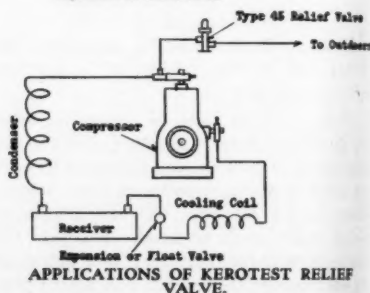 Type 45 Relief Valve
To Outdoors
Condenser
Compressor
Cooling Coil
Receiver
Expansion or Float Valve
APPLICATIONS OF KEROTEST RELIEF
VALVE.